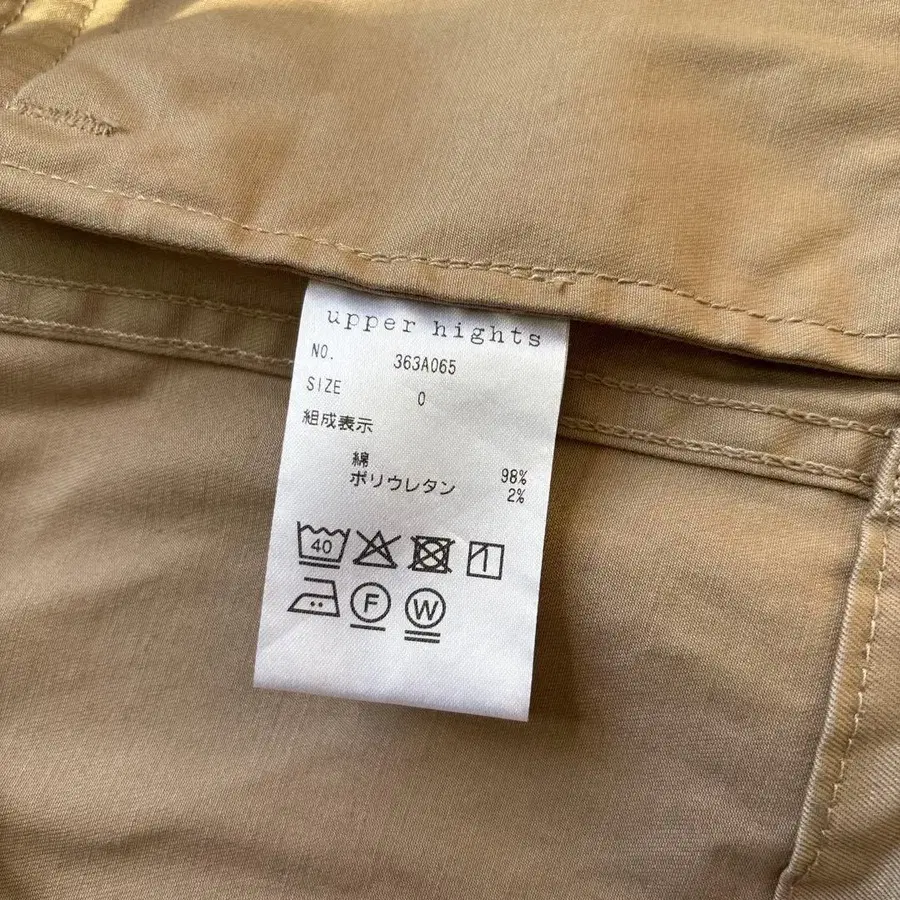 upper hights
NO. 363A065
SIZE 0
組成表示
綿 98%
ポリウレタン 2%
40
F W